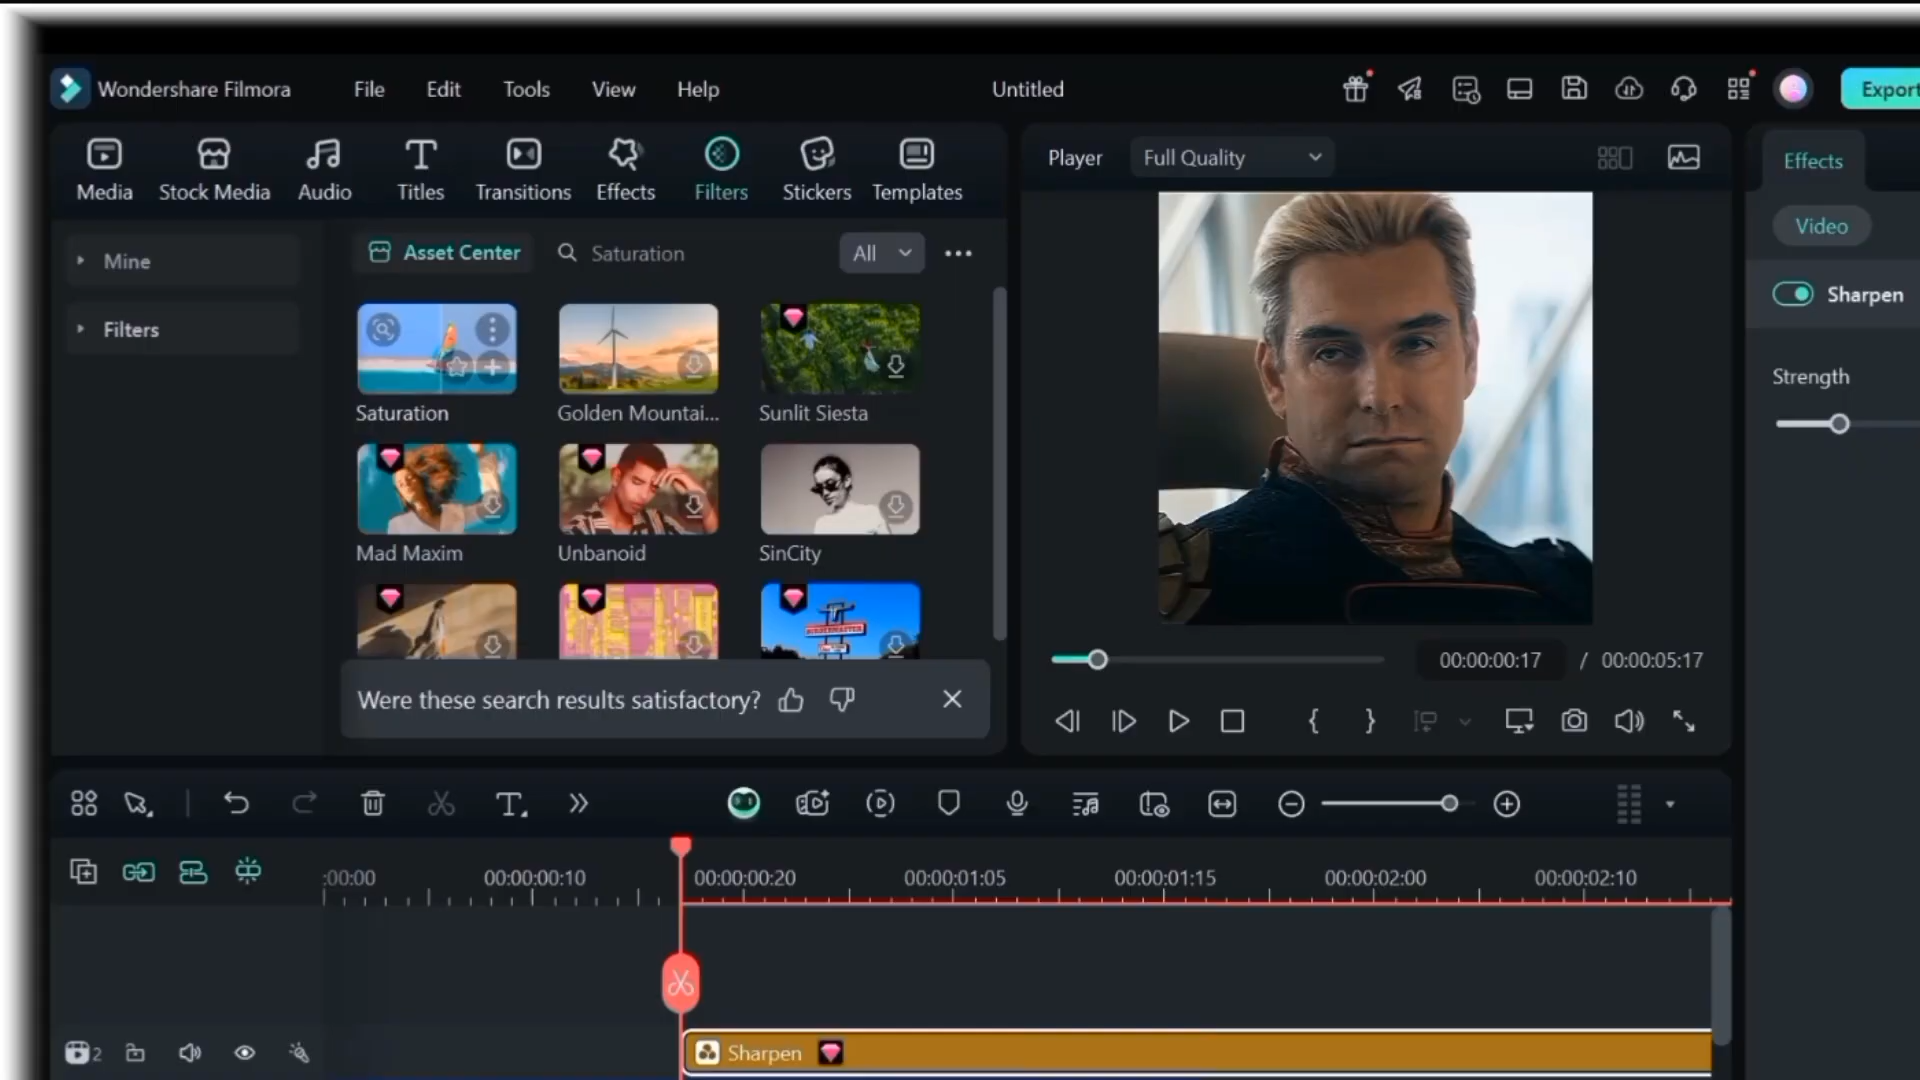 Wondershare Filmora File Edit Tools View Help Untitled Export
Media Stock Media Audio Titles Transitions Effects Filters Stickers Templates
Player Full Quality
Effects
Video
Mine
Filters
Asset Center Saturation All
Saturation Golden Mountai... Sunlit Siesta
Mad Maxim Unbanoid SinCity
Were these search results satisfactory?
Sharpen
Strength
00:00:00:17 / 00:00:05:17
:00:00 00:00:00:10 00:00:00:20 00:00:01:05 00:00:01:15 00:00:02:00 00:00:02:10
2 Sharpen